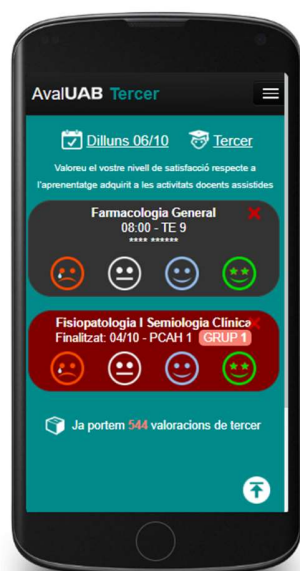 AvalUAB Tercer
Dilluns 06/10 Tercer
Valoreu el vostre nivell de satisfacció respecte a
l'aprenentatge adquirit a les activitats docents assistides
Farmacologia General
08:00 - TE 9
**** ******
Fisiopatologia I Semiologia Clínica
Finalitzat: 04/10 - PCAH 1 GRUP 1
Ja portem 544 valoracions de tercer